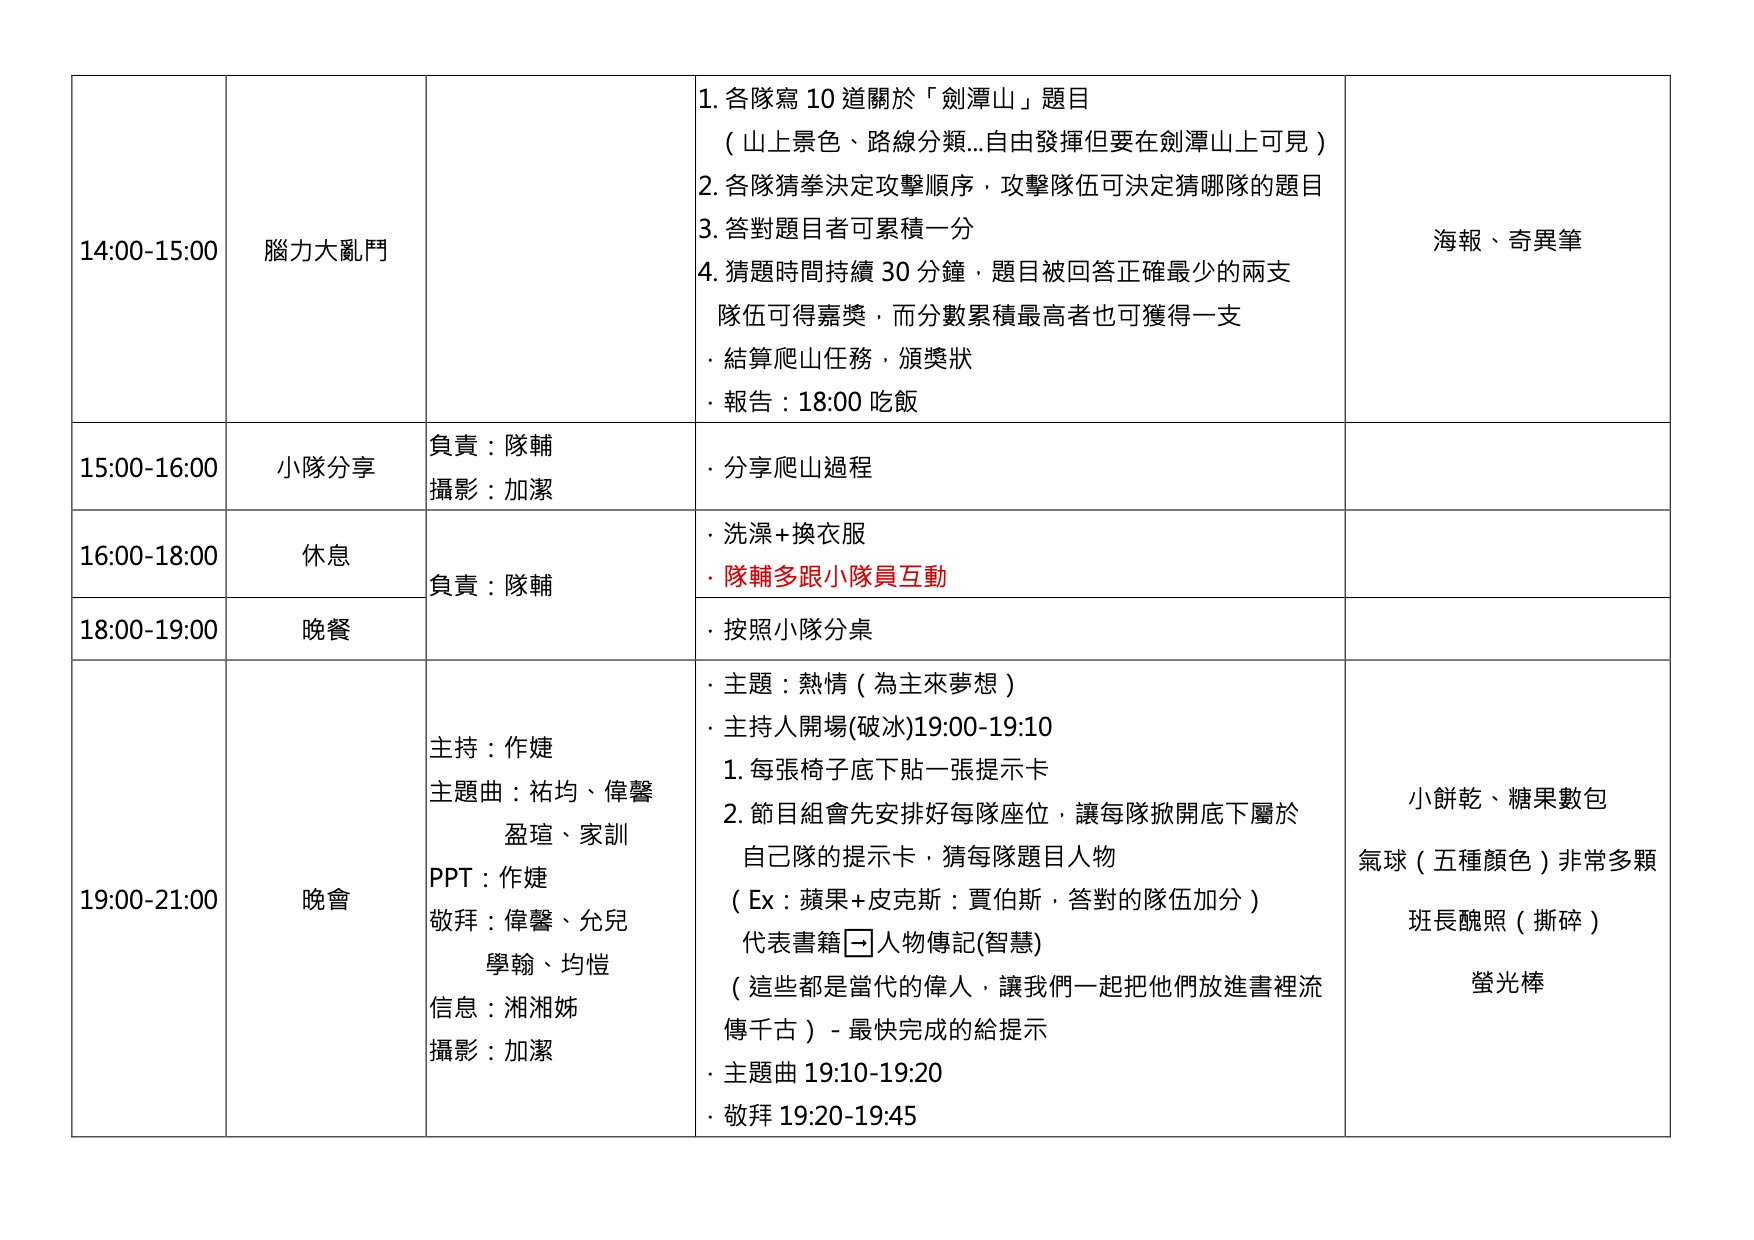 14:00-15:00
腦力大亂鬥
1. 各隊寫 10 道關於「劍潭山」題目
（山上景色、路線分類...自由發揮但要在劍潭山上可見）
2. 各隊猜拳決定攻擊順序，攻擊隊伍可決定猜哪隊的題目
3. 答對題目者可累積一分
4. 猜題時間持續 30 分鐘，題目被回答正確最少的兩支
隊伍可得嘉獎，而分數累積最高者也可獲得一支
· 結算爬山任務，頒獎狀
· 報告：18:00 吃飯
海報、奇異筆
15:00-16:00
小隊分享
負責：隊輔
攝影：加潔
· 分享爬山過程
16:00-18:00
休息
負責：隊輔
· 洗澡+換衣服
· 隊輔多跟小隊員互動
18:00-19:00
晚餐
· 按照小隊分桌
19:00-21:00
晚會
主持：作婕
主題曲：祐均、偉馨
盈瑄、家訓
PPT：作婕
敬拜：偉馨、允兒
學翰、均愷
信息：湘湘姊
攝影：加潔
· 主題：熱情（為主來夢想）
· 主持人開場(破冰)19:00-19:10
1. 每張椅子底下貼一張提示卡
2. 節目組會先安排好每隊座位，讓每隊掀開底下屬於
自己隊的提示卡，猜每隊題目人物
（Ex：蘋果+皮克斯：賈伯斯，答對的隊伍加分）
代表書籍→人物傳記(智慧)
（這些都是當代的偉人，讓我們一起把他們放進書裡流
傳千古）－最快完成的給提示
· 主題曲 19:10-19:20
· 敬拜 19:20-19:45
小餅乾、糖果數包
氣球（五種顏色）非常多顆
班長醜照（撕碎）
螢光棒